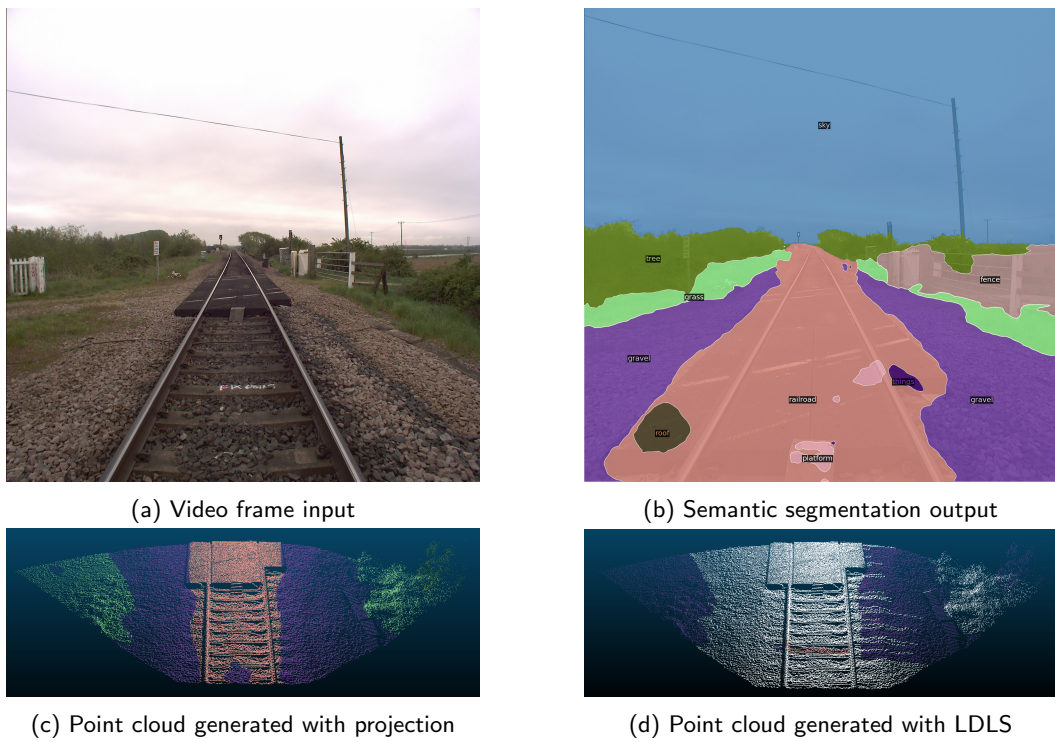 sky
tree
fence
grass
gravel
things
railroad
gravel
roof
platform
(a) Video frame input
(b) Semantic segmentation output
(c) Point cloud generated with projection
(d) Point cloud generated with LDLS